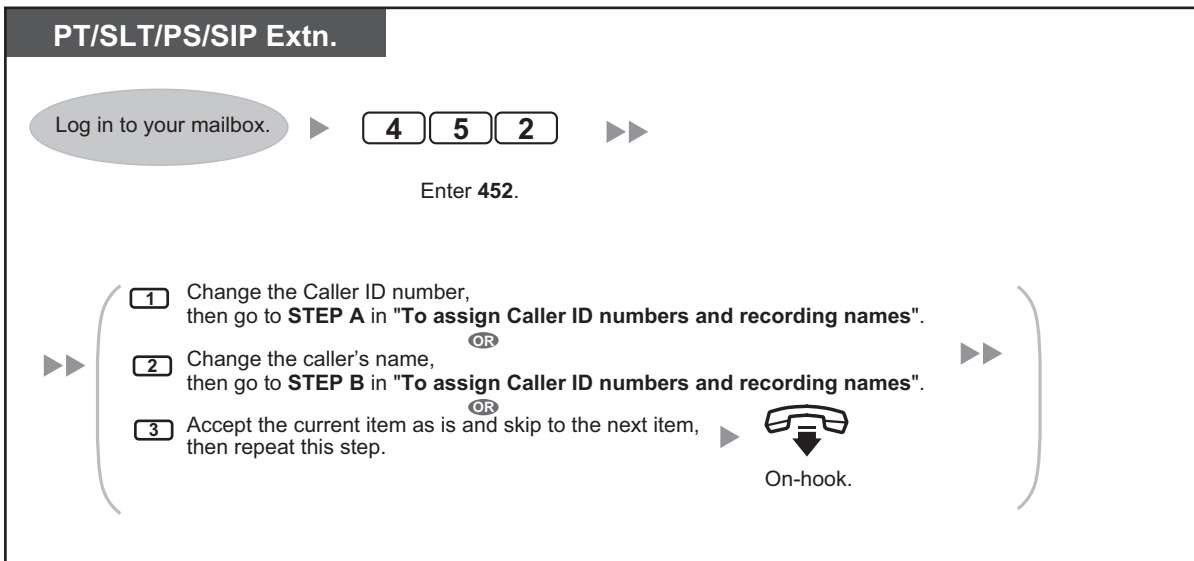 PT/SLT/PS/SIP Extn.
Log in to your mailbox.
4 5 2
Enter 452.
1 Change the Caller ID number,
then go to STEP A in "To assign Caller ID numbers and recording names".
OR
2 Change the caller's name,
then go to STEP B in "To assign Caller ID numbers and recording names".
OR
3 Accept the current item as is and skip to the next item,
then repeat this step.
On-hook.